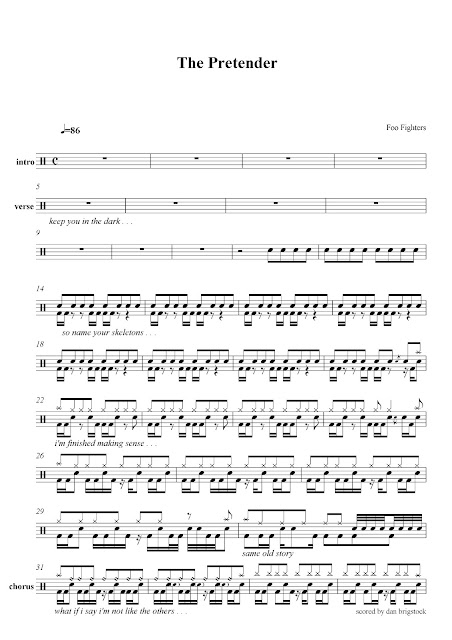 The Pretender
Foo Fighters
=86
intro
5
verse
keep you in the dark . . .
9
14
so name your skeletons . . .
18
22
i'm finished making sense . . .
26
29
same old story
31
chorus
what if i say i'm not like the others . . .
scored by dan brigstock